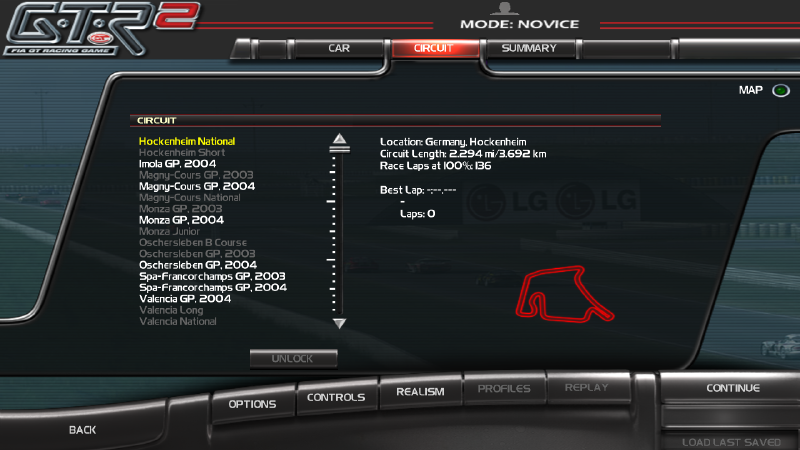 GTR2
FIA GT RACING GAME
MODE: NOVICE
CAR
CIRCUIT
SUMMARY
MAP
CIRCUIT
Hockenheim National
Hockenheim Short
Imola GP, 2004
Magny-Cours GP, 2003
Magny-Cours GP, 2004
Magny-Cours National
Monza GP, 2003
Monza GP, 2004
Monza Junior
Oschersleben B Course
Oschersleben GP, 2003
Oschersleben GP, 2004
Spa-Francorchamps GP, 2003
Spa-Francorchamps GP, 2004
Valencia GP, 2004
Valencia Long
Valencia National
Location: Germany, Hockenheim
Circuit Length: 2.294 mi/3.692 km
Race Laps at 100%: 136
Best Lap: -:--.---
-
Laps: 0
LG LG
UNLOCK
BACK
OPTIONS
CONTROLS
REALISM
PROFILES
REPLAY
CONTINUE
LOAD LAST SAVED